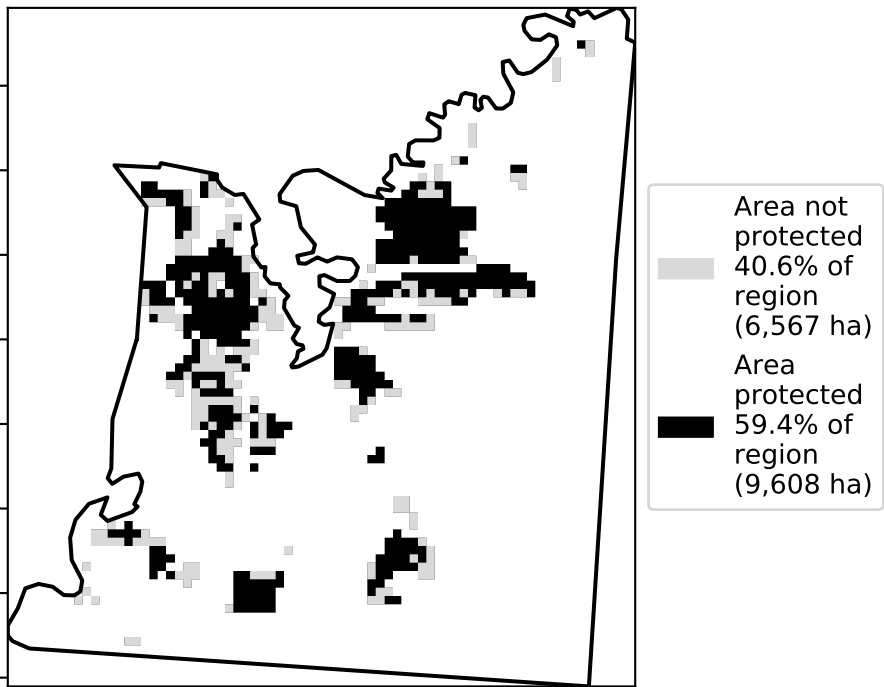 Area not
protected
40.6% of
region
(6,567 ha)
Area
protected
59.4% of
region
(9,608 ha)